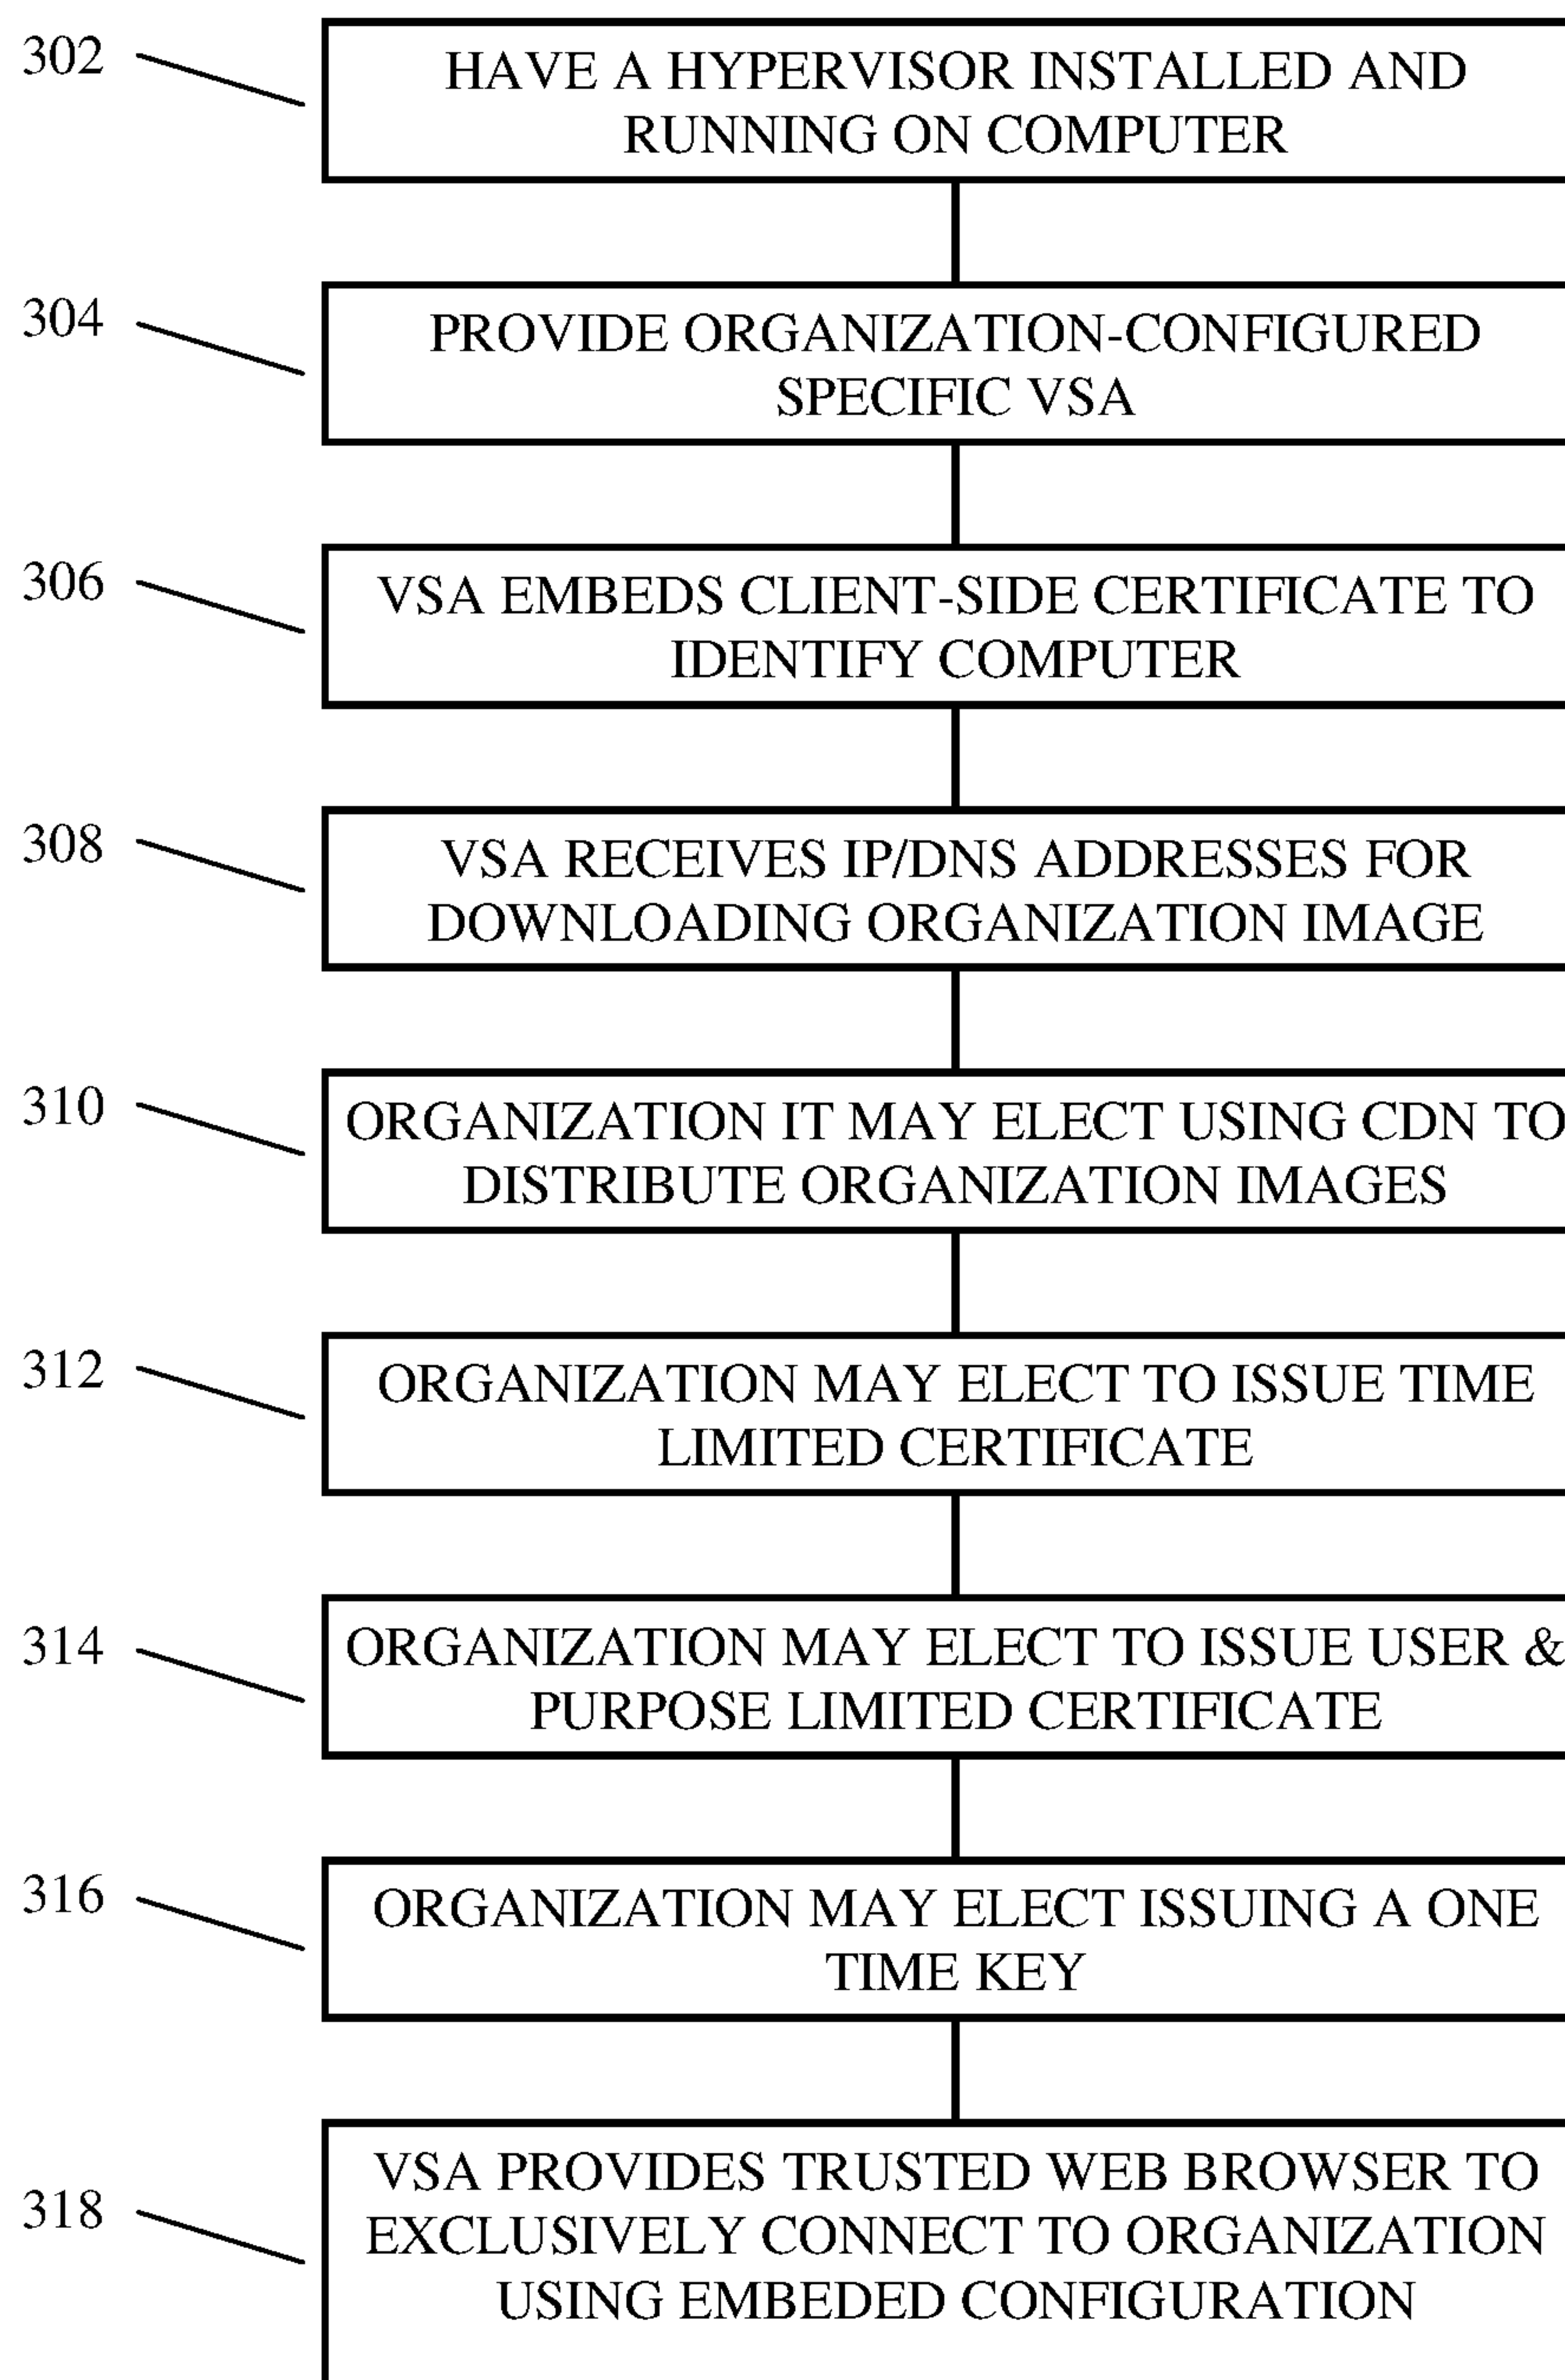 302
HAVE A HYPERVISOR INSTALLED AND
RUNNING ON COMPUTER
304
PROVIDE ORGANIZATION-CONFIGURED
SPECIFIC VSA
306
VSA EMBEDS CLIENT-SIDE CERTIFICATE TO
IDENTIFY COMPUTER
308
VSA RECEIVES IP/DNS ADDRESSES FOR
DOWNLOADING ORGANIZATION IMAGE
310
ORGANIZATION IT MAY ELECT USING CDN TO
DISTRIBUTE ORGANIZATION IMAGES
312
ORGANIZATION MAY ELECT TO ISSUE TIME
LIMITED CERTIFICATE
314
ORGANIZATION MAY ELECT TO ISSUE USER &
PURPOSE LIMITED CERTIFICATE
316
ORGANIZATION MAY ELECT ISSUING A ONE
TIME KEY
318
VSA PROVIDES TRUSTED WEB BROWSER TO
EXCLUSIVELY CONNECT TO ORGANIZATION
USING EMBEDED CONFIGURATION